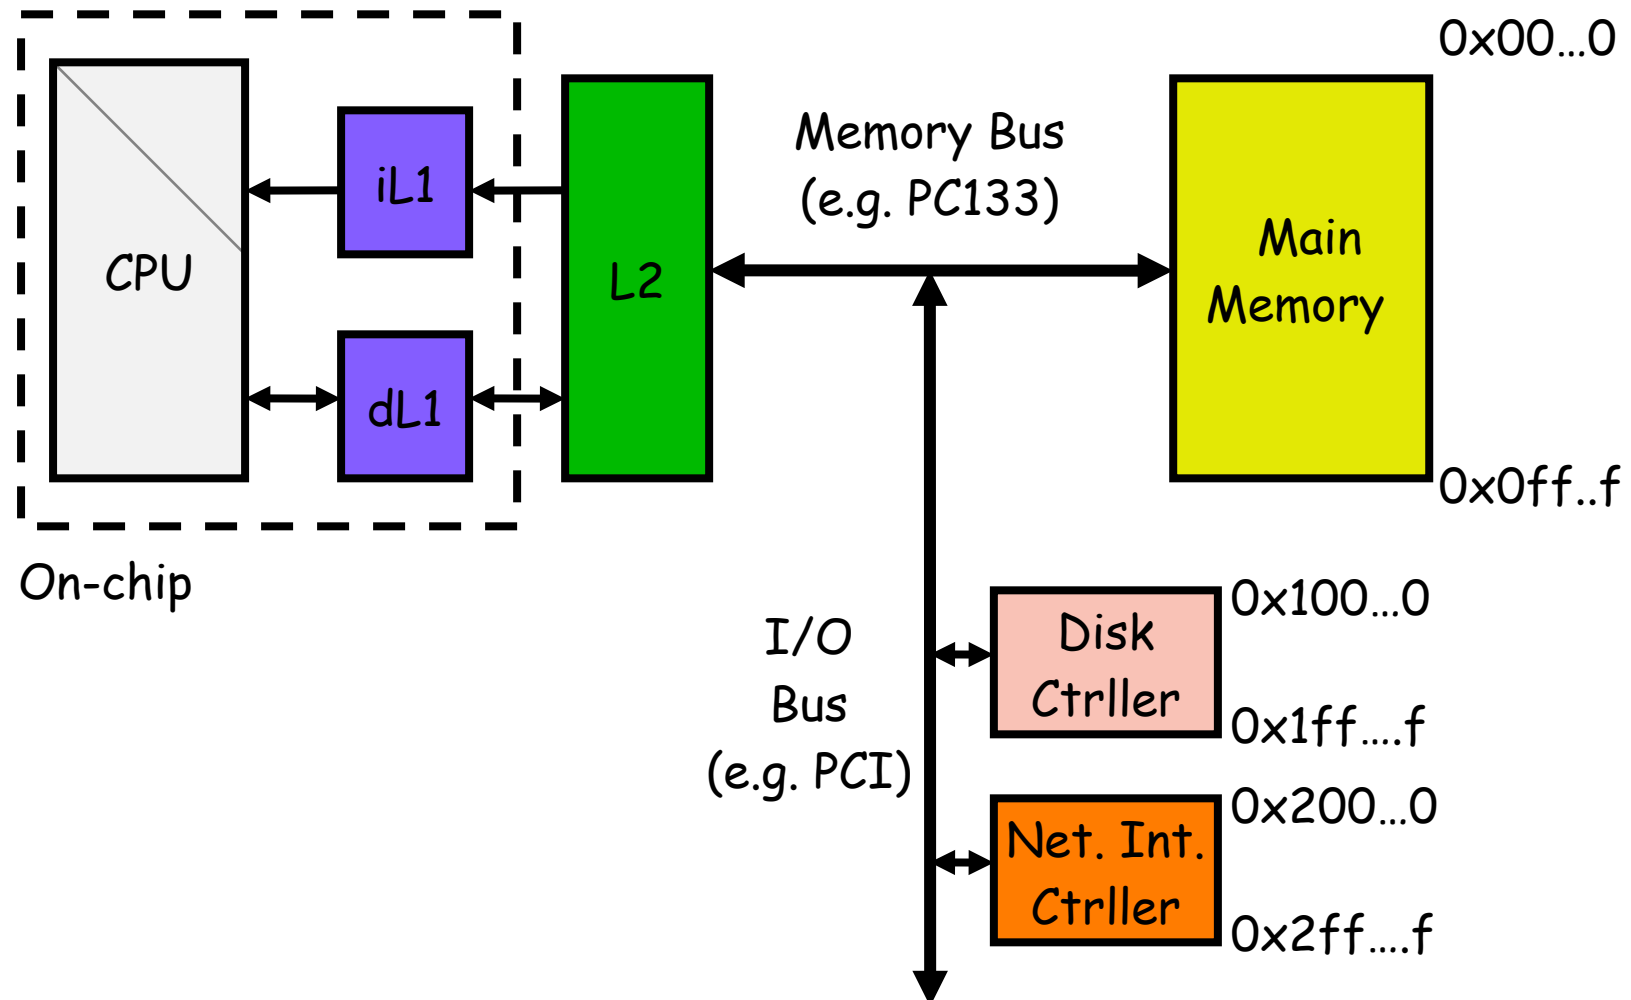 0x00...0
CPU
iL1
dL1
L2
Memory Bus
(e.g. PC133)
Main
Memory
0x0ff..f
On-chip
I/O
Bus
(e.g. PCI)
Disk
Ctrller
0x100...0
0x1ff....f
Net. Int.
Ctrller
0x200...0
0x2ff....f